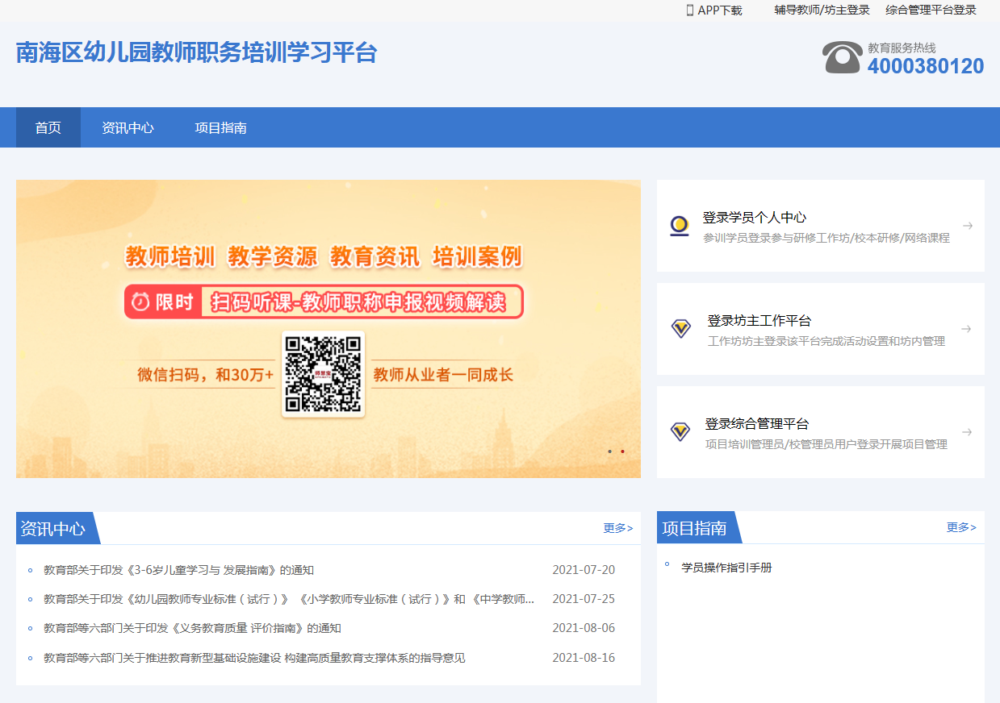 APP下载 辅导教师/坊主登录 综合管理平台登录
南海区幼儿园教师职务培训学习平台
教育服务热线
4000380120
首页 资讯中心 项目指南
教师培训 教学资源 教育资讯 培训案例
限时 扫码听课-教师职称申报视频解读
微信扫码，和30万+ 教师从业者一同成长
登录学员个人中心
参训学员登录参与研修工作坊/校本研修/网络课程
登录坊主工作平台
工作坊坊主登录该平台完成活动设置和坊内管理
登录综合管理平台
项目培训管理员/校管理员用户登录开展项目管理
资讯中心 更多>
教育部关于印发《3-6岁儿童学习与 发展指南》的通知 2021-07-20
教育部关于印发《幼儿园教师专业标准（试行）》 《小学教师专业标准（试行）》和 《中学教师... 2021-07-25
教育部等六部门关于印发《义务教育质量 评价指南》的通知 2021-08-06
教育部等六部门关于推进教育新型基础设施建设 构建高质量教育支撑体系的指导意见 2021-08-16
项目指南 更多>
学员操作指引手册